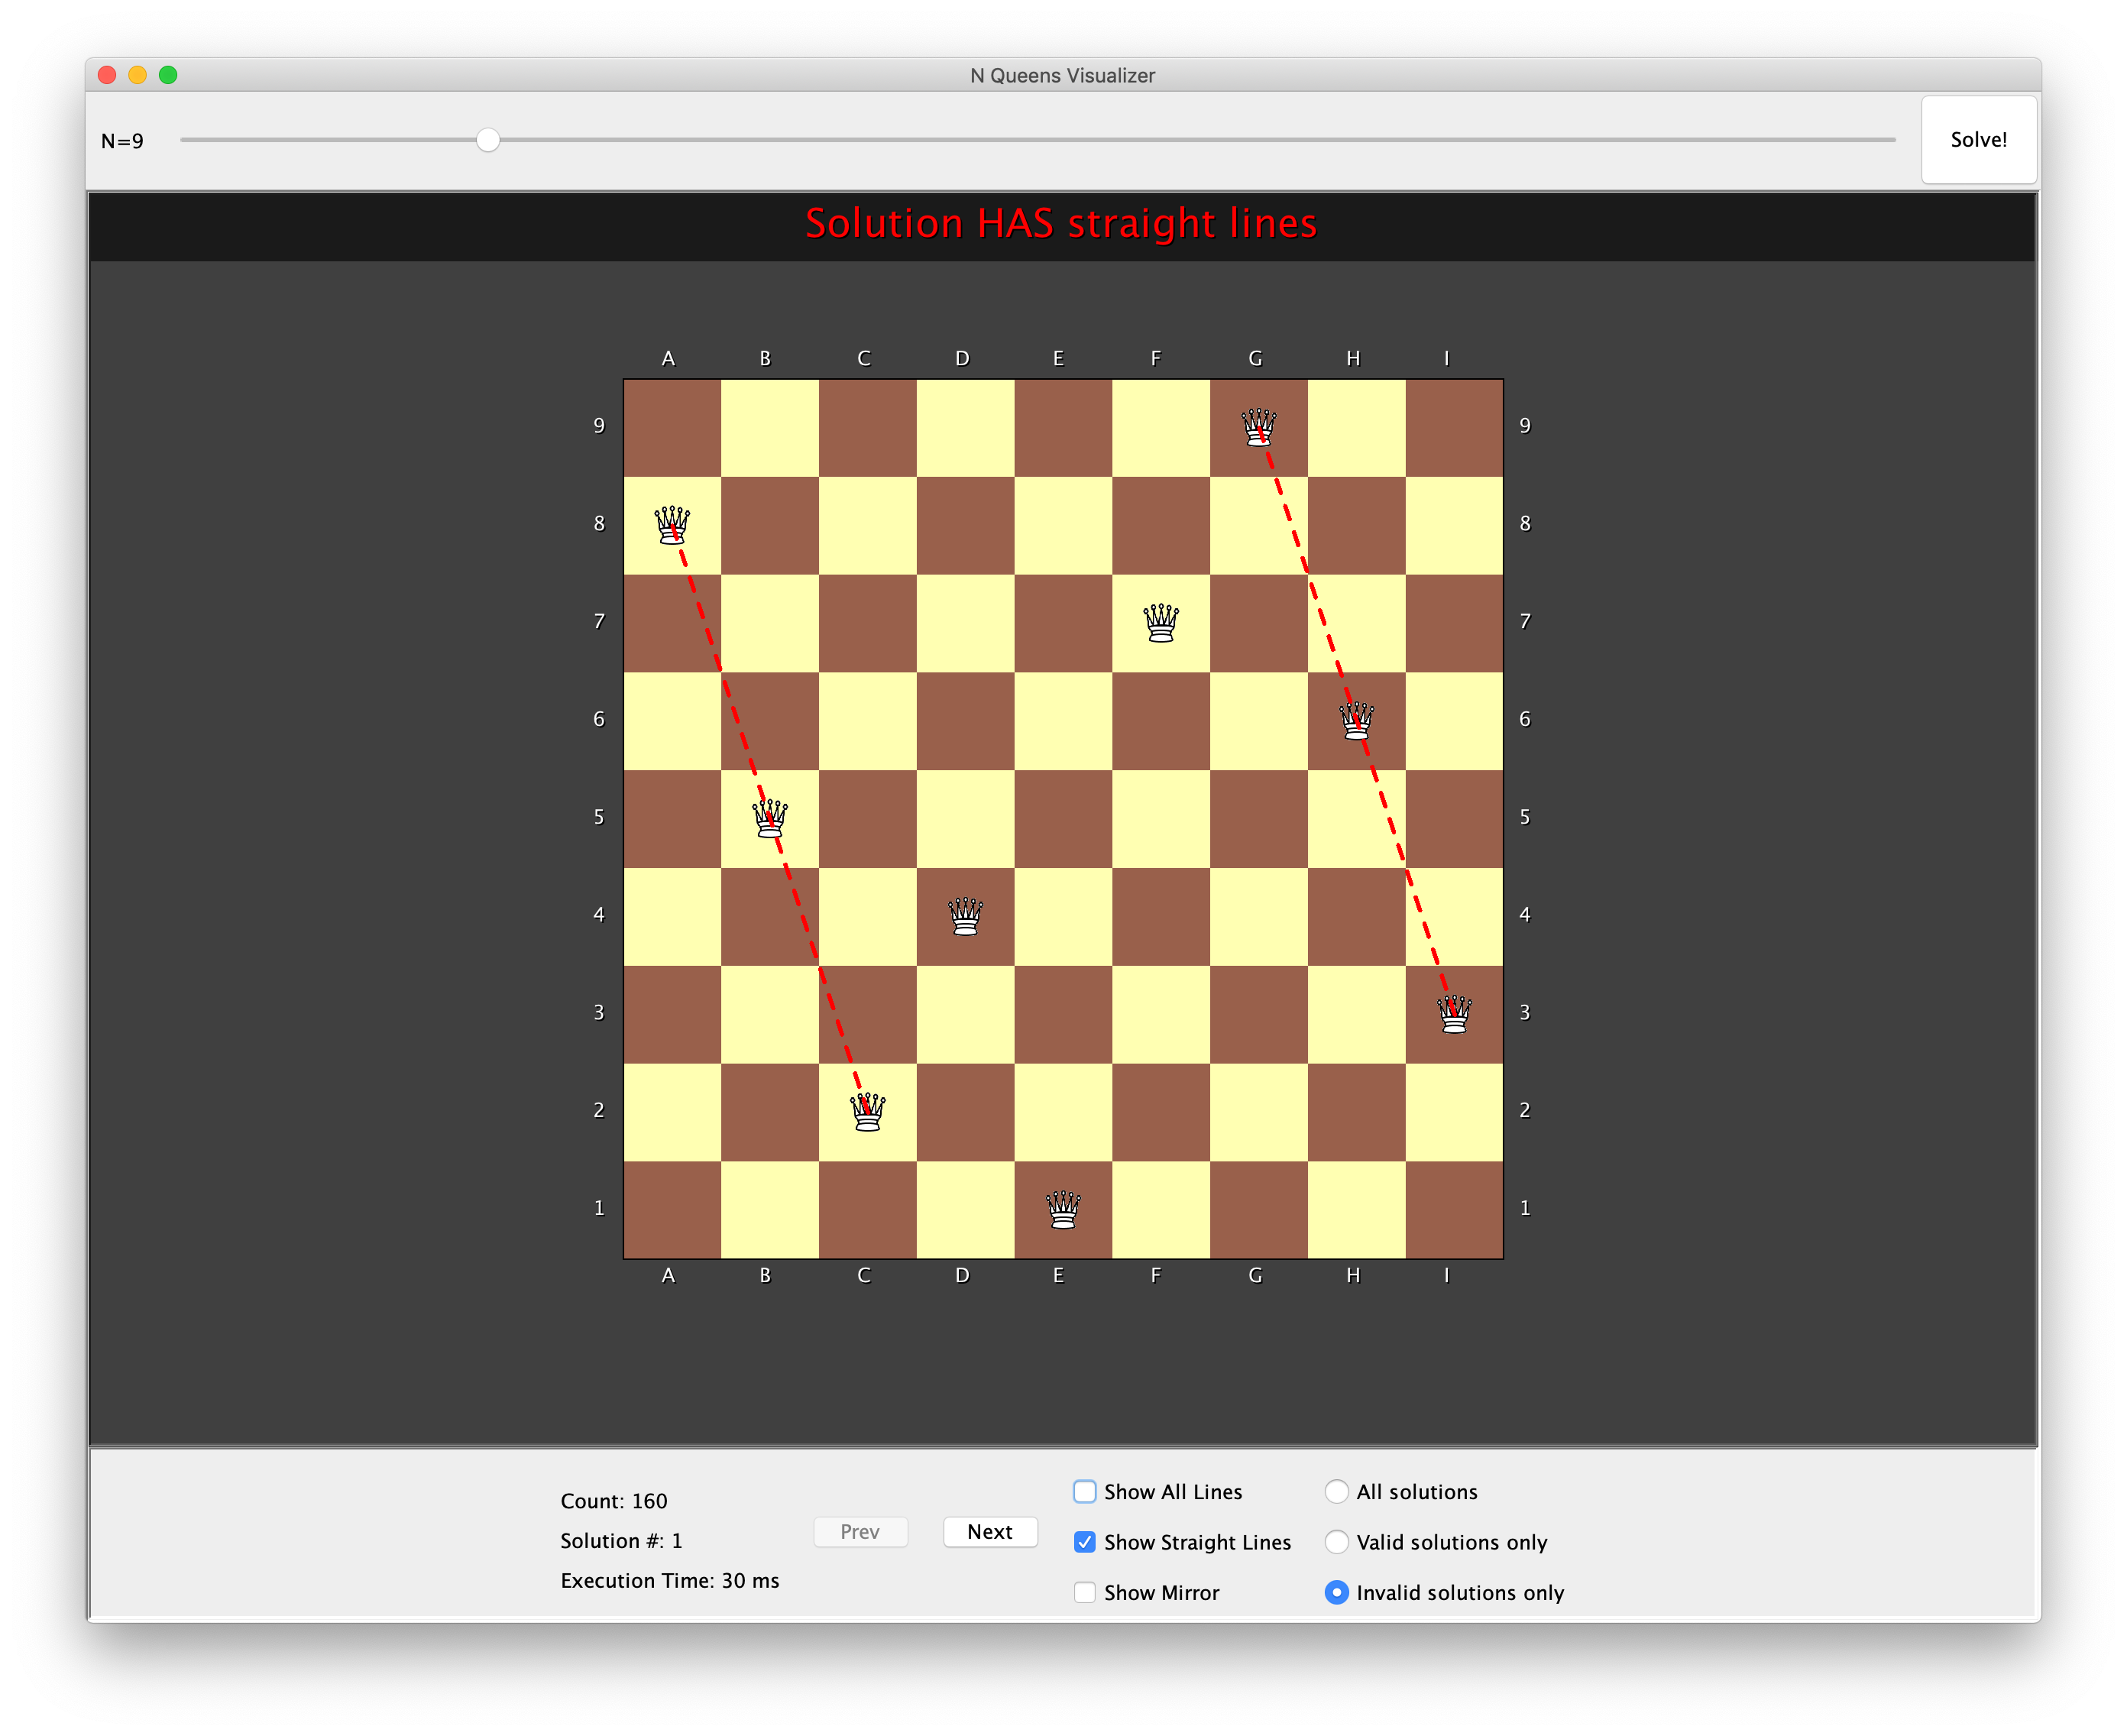 N Queens Visualizer
N=9
Solve!
Solution HAS straight lines
A B C D E F G H I
9 9
8 8
7 7
6 6
5 5
4 4
3 3
2 2
1 1
A B C D E F G H I
Count: 160
Solution #: 1
Execution Time: 30 ms
Prev
Next
Show All Lines
Show Straight Lines
Show Mirror
All solutions
Valid solutions only
Invalid solutions only